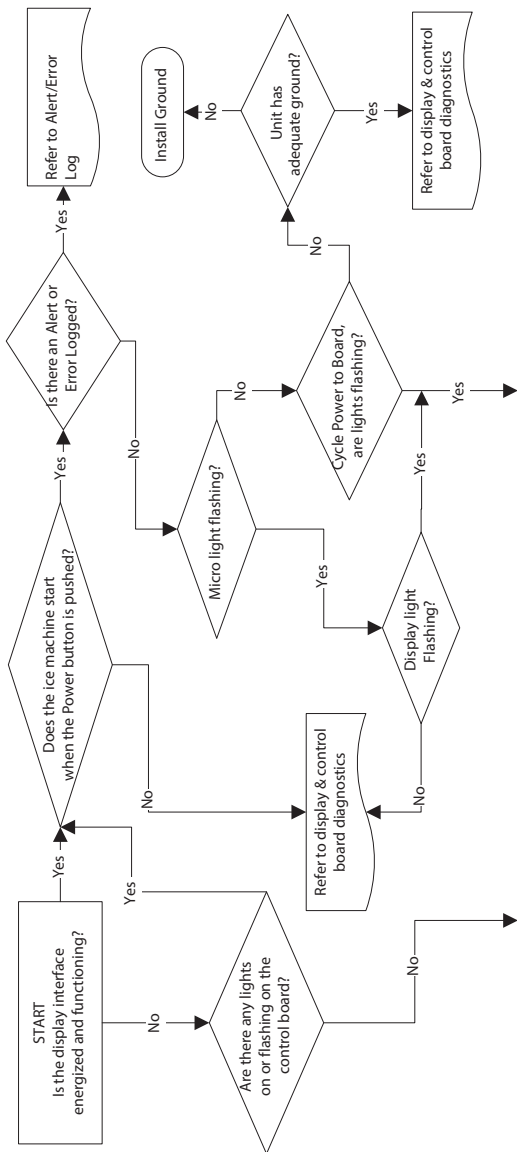 START
Is the display interface
energized and functioning?
Yes
No
Are there any lights
on or flashing on the
control board?
Yes
No
Does the ice machine start
when the Power button is pushed?
Yes
No
Refer to display & control
board diagnostics
Is there an Alert or
Error Logged?
Yes
Refer to Alert/Error
Log
No
Micro light flashing?
No
Yes
Display light
Flashing?
No
Yes
Cycle Power to Board,
are lights flashing?
Yes
No
Unit has
adequate ground?
No
Install Ground
Yes
Refer to display & control
board diagnostics